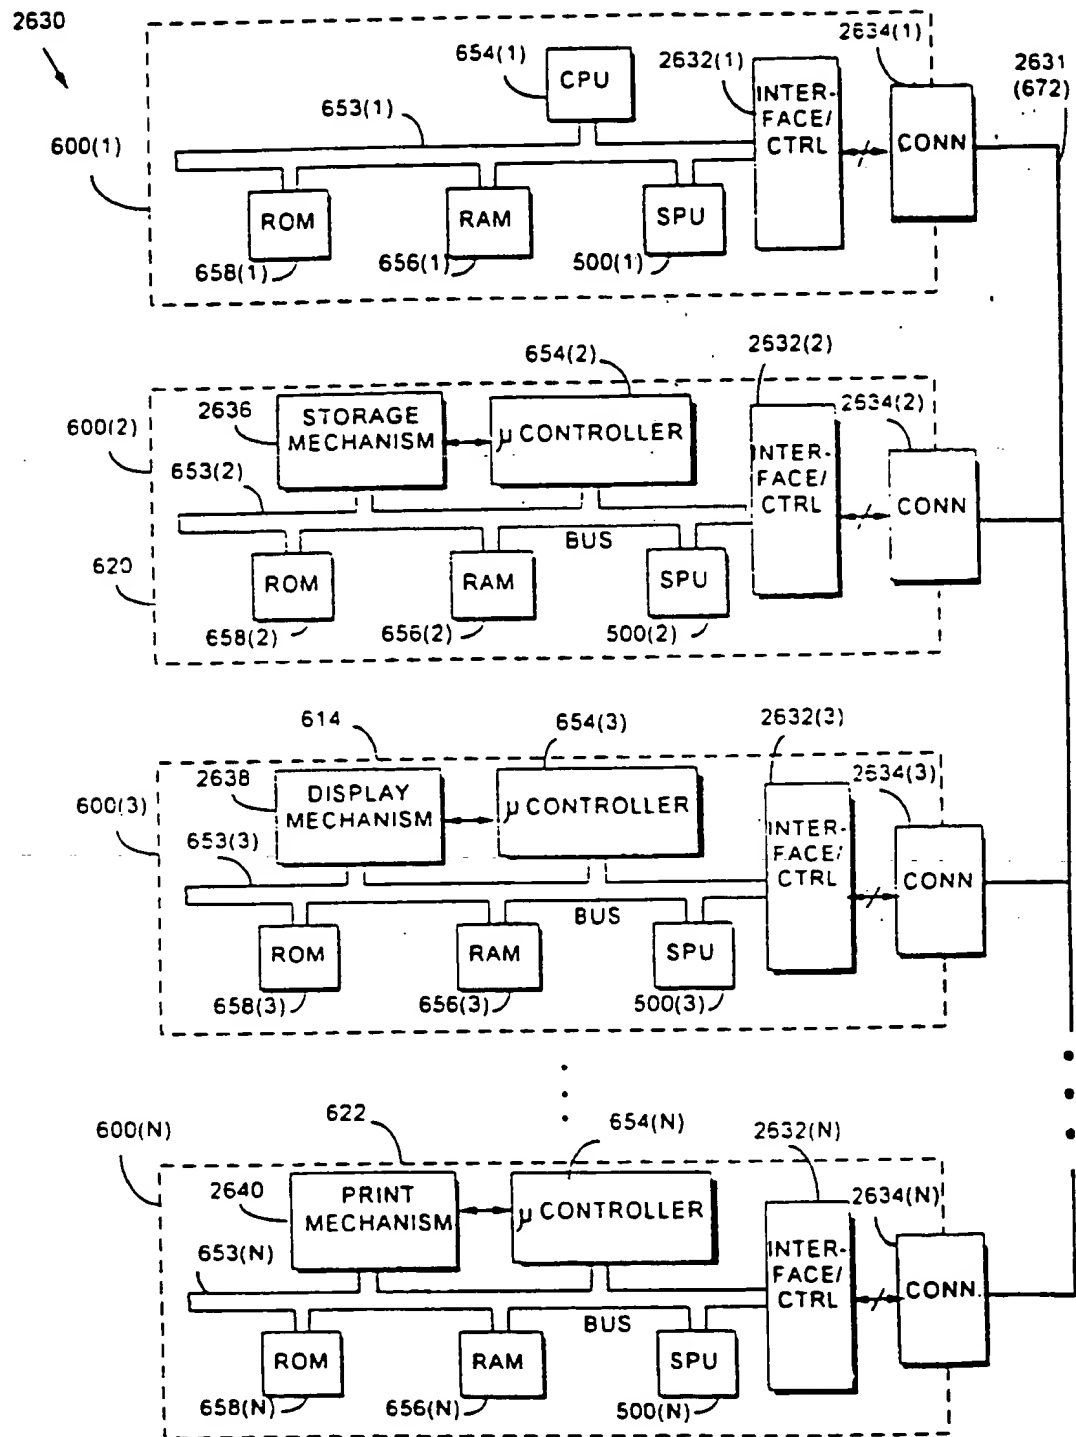 2630
2634(1)
654(1)
2632(1)
2631
(672)
CPU
INTER-
FACE/
CTRL
653(1)
600(1)
CONN
ROM
RAM
SPU
658(1)
656(1)
500(1)
654(2)
2632(2)
2636
STORAGE
MECHANISM
μ CONTROLLER
2634(2)
600(2)
653(2)
INTER-
FACE/
CTRL
CONN
BUS
620
ROM
RAM
SPU
658(2)
656(2)
500(2)
614
654(3)
2632(3)
2638
DISPLAY
MECHANISM
μ CONTROLLER
2634(3)
600(3)
653(3)
INTER-
FACE/
CTRL
CONN
BUS
ROM
RAM
SPU
658(3)
656(3)
500(3)
622
654(N)
2632(N)
600(N)
2640
PRINT
MECHANISM
μ CONTROLLER
2634(N)
653(N)
INTER-
FACE/
CTRL
CONN.
BUS
ROM
RAM
SPU
658(N)
656(N)
500(N)